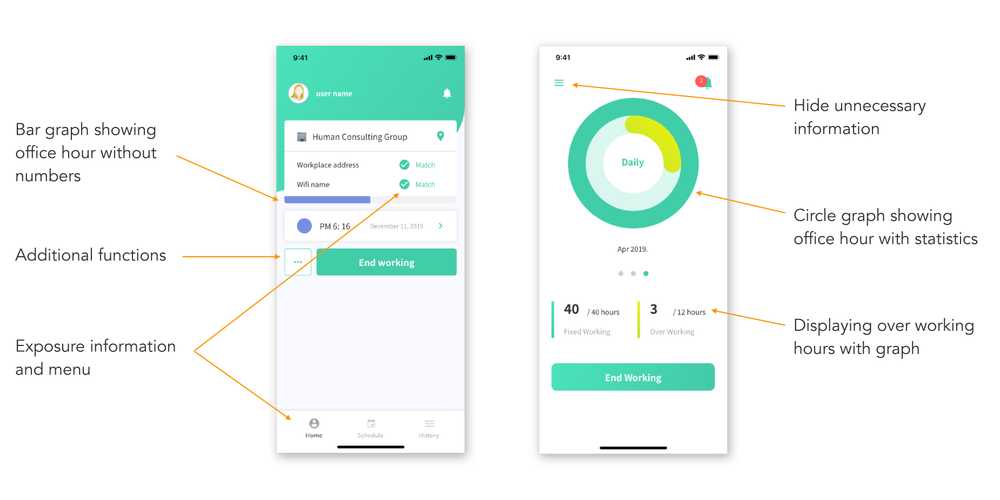 Bar graph showing
office hour without
numbers
Additional functions
Exposure information
and menu
9:41
user name
Human Consulting Group
Workplace address
Match
Wifi name
Match
PM 6; 16
December 11, 2019
...
End working
Home
Schedule
History
9:41
Daily
Apr 2019.
40 / 40 hours
Fixed Working
3 / 12 hours
Over Working
End Working
Hide unnecessary
information
Circle graph showing
office hour with statistics
Displaying over working
hours with graph